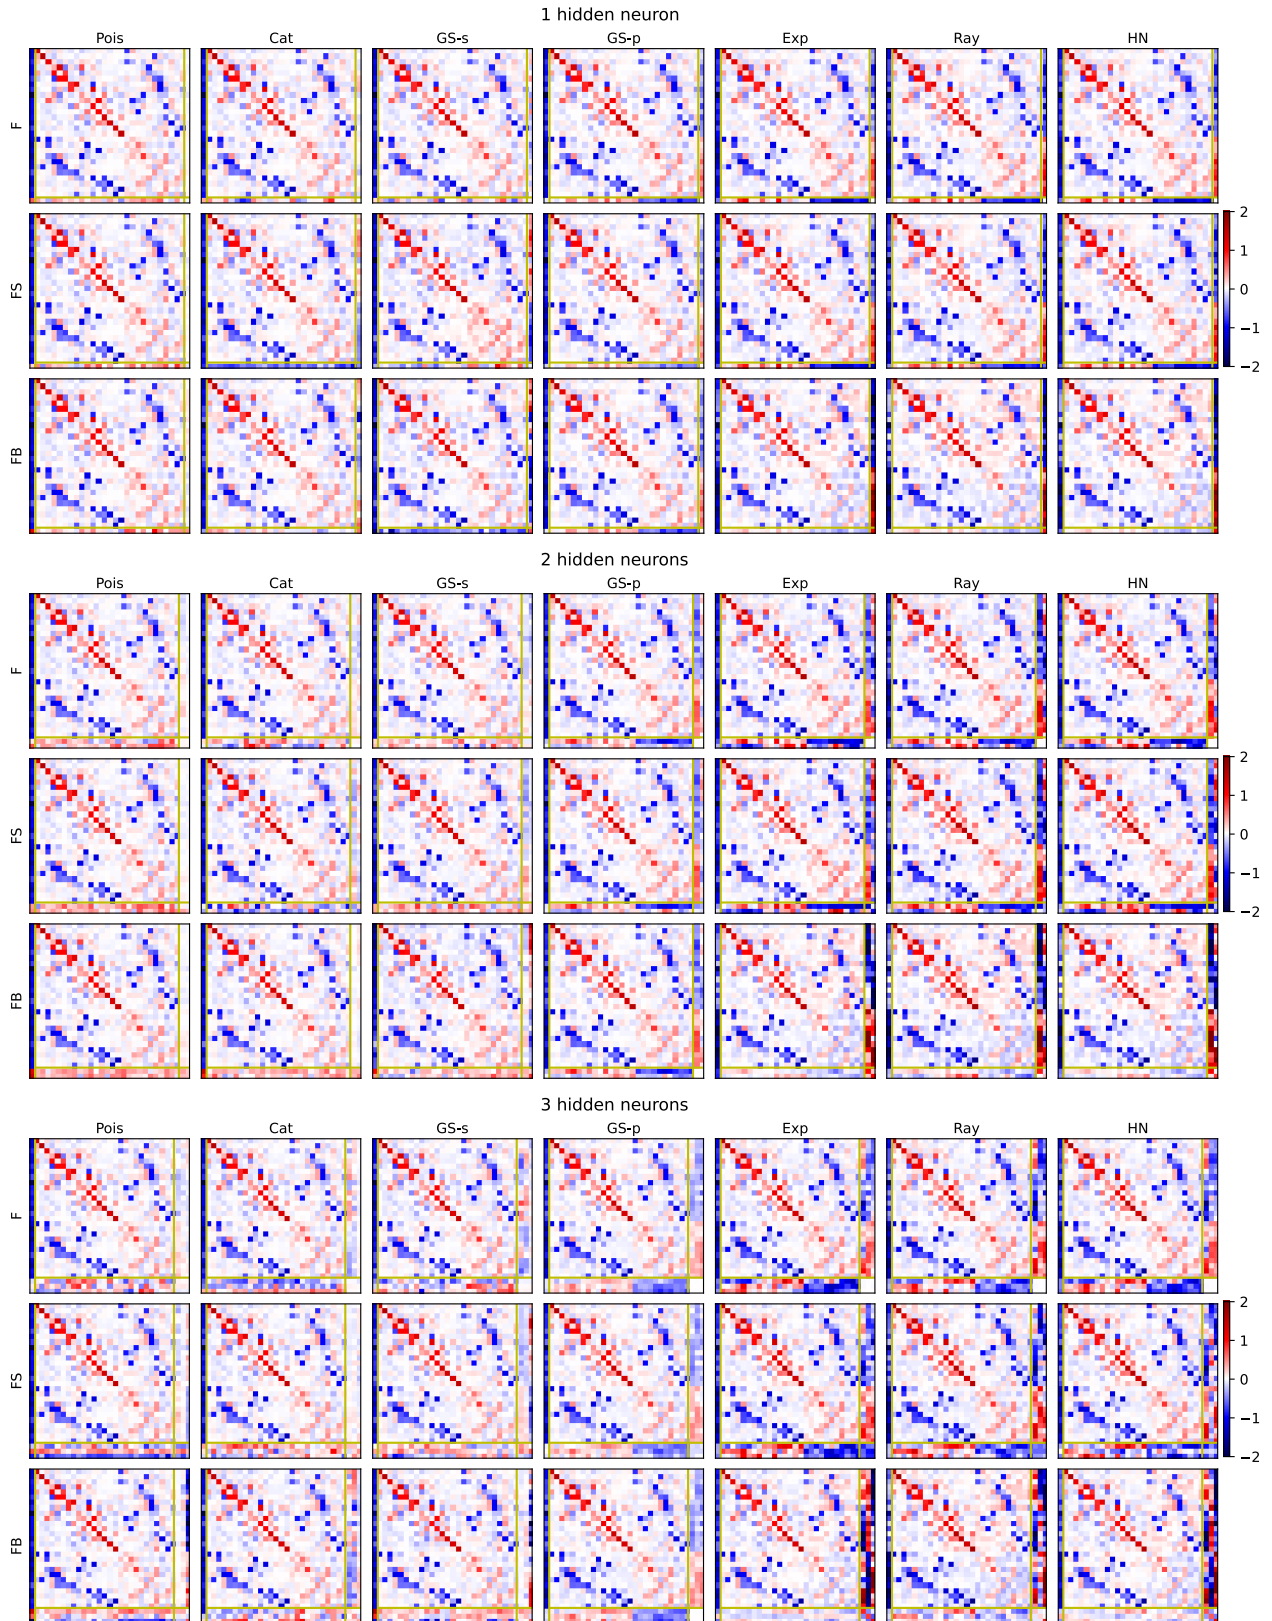 1 hidden neuron
Pois Cat GS-s GS-p Exp Ray HN
F
FS
FB
2
1
0
−1
−2
2 hidden neurons
Pois Cat GS-s GS-p Exp Ray HN
F
FS
FB
2
1
0
−1
−2
3 hidden neurons
Pois Cat GS-s GS-p Exp Ray HN
F
FS
FB
2
1
0
−1
−2